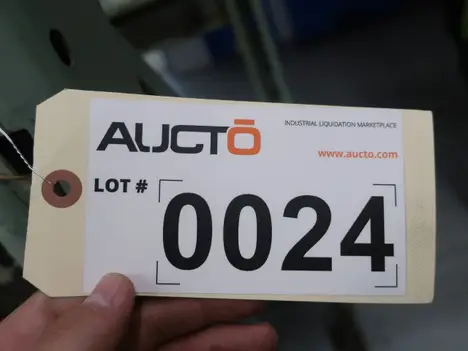 AUCTŌ
INDUSTRIAL LIQUIDATION MARKETPLACE
www.aucto.com
LOT #
0024